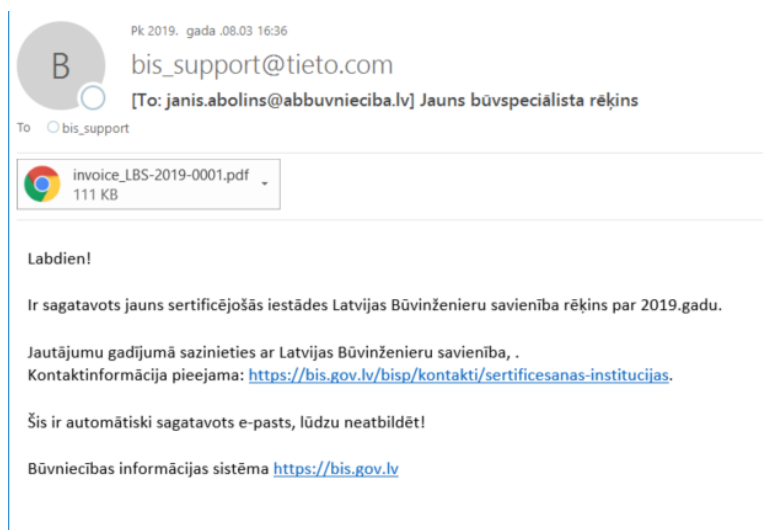 Pk 2019. gada .08.03 16:36
B
bis_support@tieto.com
[To: janis.abolins@abbuvnieciba.lv] Jauns būvspeciālista rēķins
To bis_support
invoice_LBS-2019-0001.pdf
111 KB
Labdien!
Ir sagatavots jauns sertificējošās iestādes Latvijas Būvinženieru savienība rēķins par 2019.gadu.
Jautājumu gadījumā sazinieties ar Latvijas Būvinženieru savienība, .
Kontaktinformācija pieejama: https://bis.gov.lv/bisp/kontakti/sertificesanas-institucijas.
Šis ir automātiski sagatavots e-pasts, lūdzu neatbildēt!
Būvniecības informācijas sistēma https://bis.gov.lv